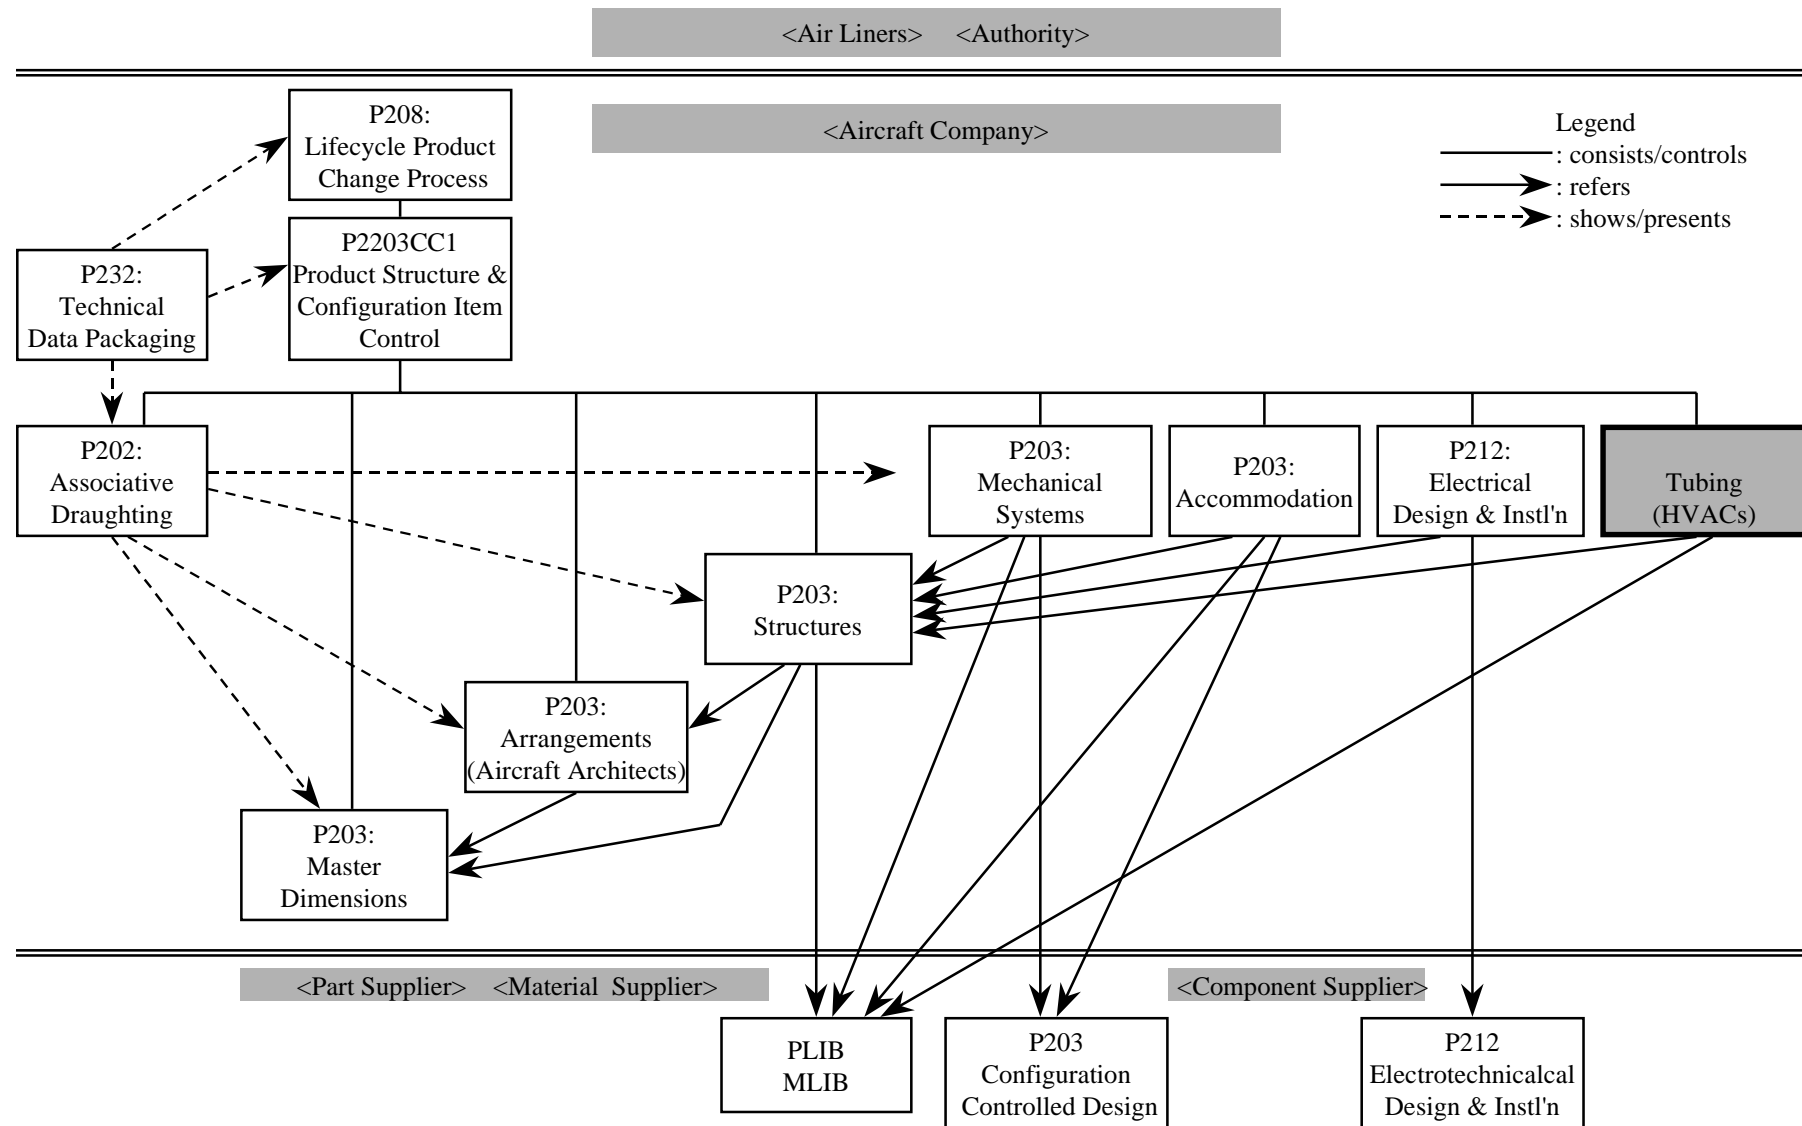 <Air Liners> <Authority>
<Aircraft Company>
Legend
: consists/controls
: refers
: shows/presents
P208:
Lifecycle Product
Change Process
P2203CC1
Product Structure &
Configuration Item
Control
P232:
Technical
Data Packaging
P202:
Associative
Draughting
P203:
Mechanical
Systems
P203:
Accommodation
P212:
Electrical
Design & Instl'n
Tubing
(HVACs)
P203:
Structures
P203:
Arrangements
(Aircraft Architects)
P203:
Master
Dimensions
<Part Supplier> <Material Supplier>
<Component Supplier>
PLIB
MLIB
P203
Configuration
Controlled Design
P212
Electrotechnicalcal
Design & Instl'n